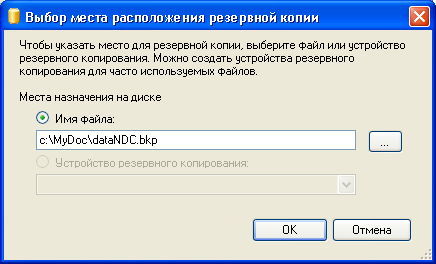 Выбор места расположения резервной копии
Чтобы указать место для резервной копии, выберите файл или устройство
резервного копирования. Можно создать устройства резервного
копирования для часто используемых файлов.
Места назначения на диске
Имя файла:
c:\MyDoc\dataNDC.bkp
...
Устройство резервного копирования:
OK
Отмена